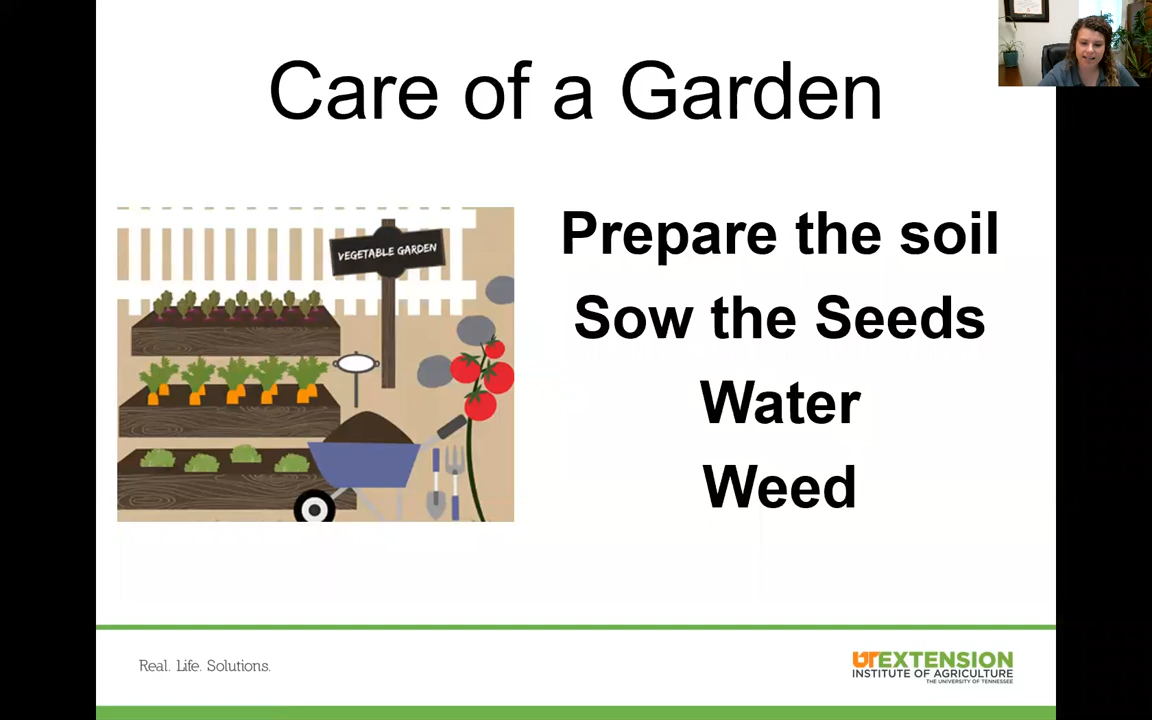 Care of a Garden
VEGETABLE GARDEN
Prepare the soil
Sow the Seeds
Water
Weed
Real. Life. Solutions.
UTEXTENSION
INSTITUTE OF AGRICULTURE
THE UNIVERSITY OF TENNESSEE